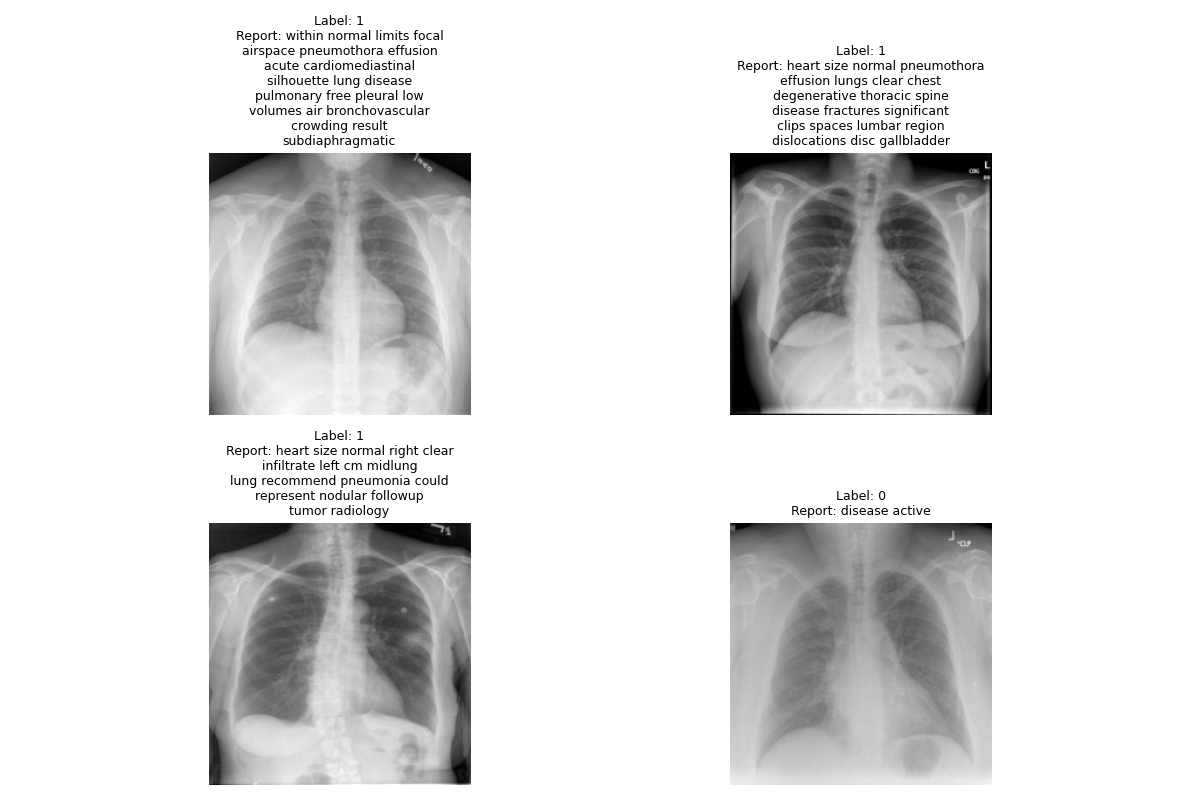 Label: 1
Report: within normal limits focal
airspace pneumothora effusion
acute cardiomediastinal
silhouette lung disease
pulmonary free pleural low
volumes air bronchovascular
crowding result
subdiaphragmatic
Label: 1
Report: heart size normal pneumothora
effusion lungs clear chest
degenerative thoracic spine
disease fractures significant
clips spaces lumbar region
dislocations disc gallbladder
L
Label: 1
Report: heart size normal right clear
infiltrate left cm midlung
lung recommend pneumonia could
represent nodular followup
tumor radiology
Label: 0
Report: disease active